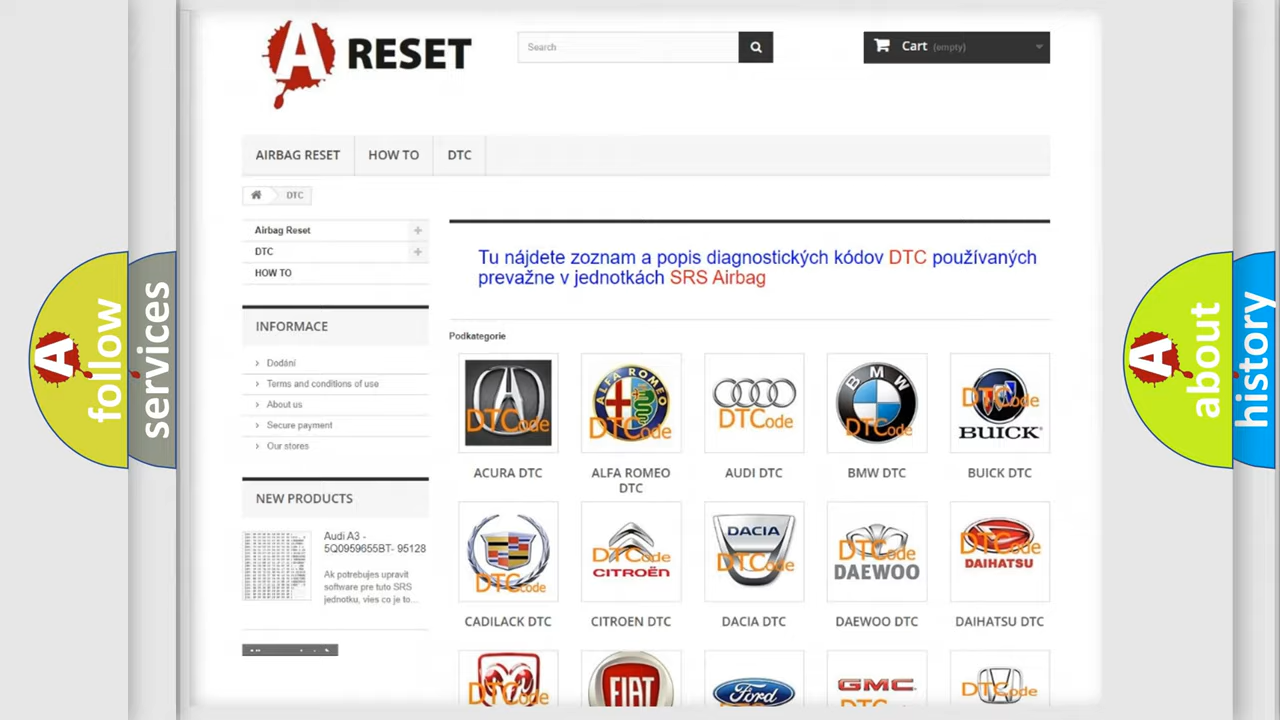 A RESET
Search
Cart (empty)
AIRBAG RESET
HOW TO
DTC
DTC
Airbag Reset
DTC
HOW TO
INFORMACE
Dodání
Terms and conditions of use
About us
Secure payment
Our stores
NEW PRODUCTS
Audi A3 -
5Q0959655BT- 95128
Ak potrebujes upravit
software pre tuto SRS
jednotku, vies co je to...
Tu nájdete zoznam a popis diagnostických kódov DTC používaných
prevažne v jednotkách SRS Airbag
Podkategorie
DTCode
ALFA ROMEO
DTCode
DTCode
BMW
DTCode
DTCode
BUICK
ACURA DTC
ALFA ROMEO
DTC
AUDI DTC
BMW DTC
BUICK DTC
DTCode
DTCode
CITROËN
DACIA
DTCode
DTCode
DAEWOO
DTCode
DAIHATSU
CADILACK DTC
CITROEN DTC
DACIA DTC
DAEWOO DTC
DAIHATSU DTC
DTCode
FIAT
Ford
GMC
DTCode
A follow
services
A about
history